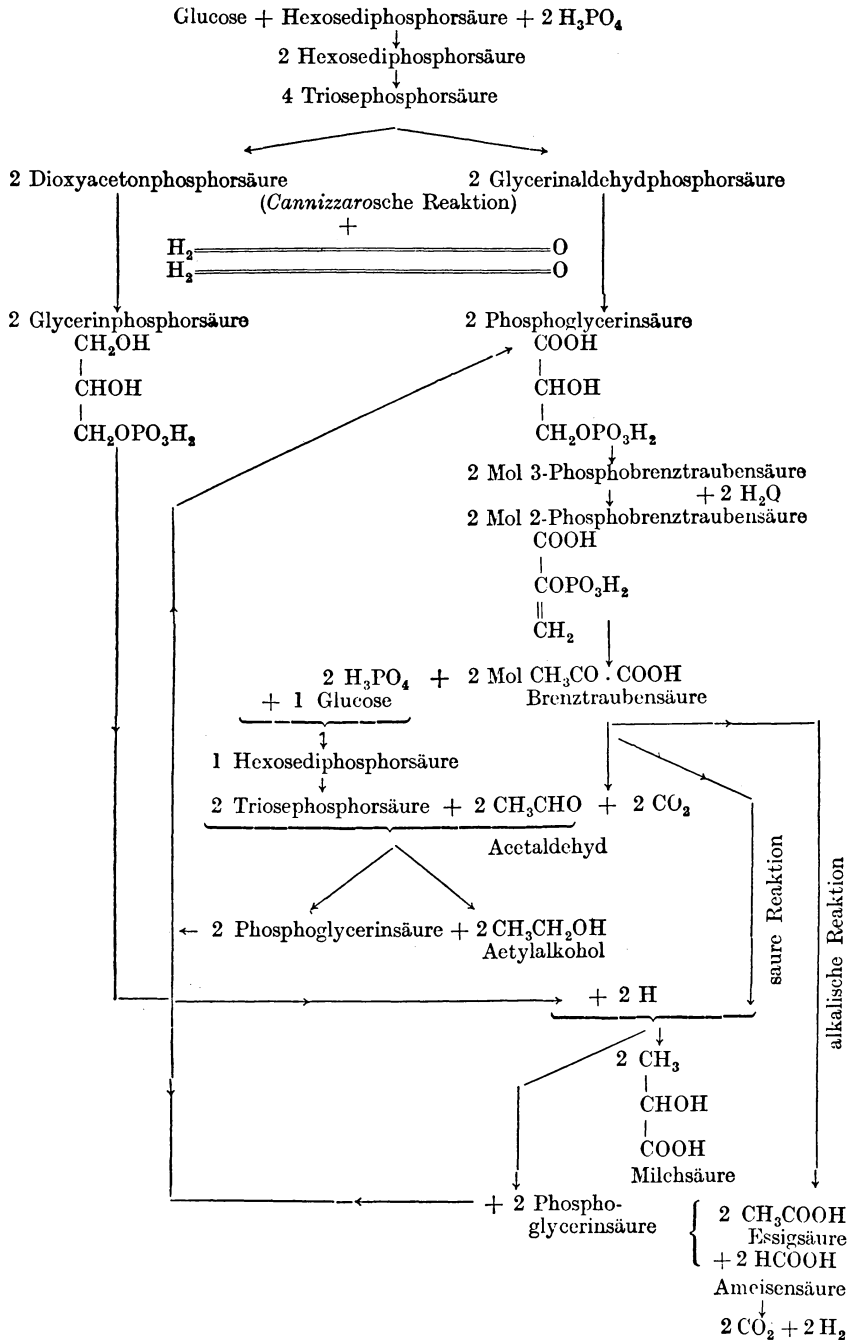 Glucose + Hexosediphosphorsäure + 2 H₃PO₄
2 Hexosediphosphorsäure
4 Triosephosphorsäure
2 Dioxyacetonphosphorsäure 2 Glycerinaldehydphosphorsäure
(Cannizzarosche Reaktion)
+
H₂ O
H₂ O
2 Glycerinphosphorsäure 2 Phosphoglycerinsäure
CH₂OH COOH
CHOH CHOH
CH₂OPO₃H₂ CH₂OPO₃H₂
2 Mol 3-Phosphobrenztraubensäure
+ 2 H₂O
2 Mol 2-Phosphobrenztraubensäure
COOH
COPO₃H₂
CH₂
2 H₃PO₄ + 2 Mol CH₃CO . COOH
+ 1 Glucose Brenztraubensäure
1 Hexosediphosphorsäure
2 Triosephosphorsäure + 2 CH₃CHO + 2 CO₂
Acetaldehyd
saure Reaktion
alkalische Reaktion
2 Phosphoglycerinsäure + 2 CH₃CH₂OH
Aetylalkohol
+ 2 H
2 CH₃
CHOH
COOH
Milchsäure
+ 2 Phospho-
glycerinsäure
2 CH₃COOH
Essigsäure
+ 2 HCOOH
Ameisensäure
2 CO₂ + 2 H₂